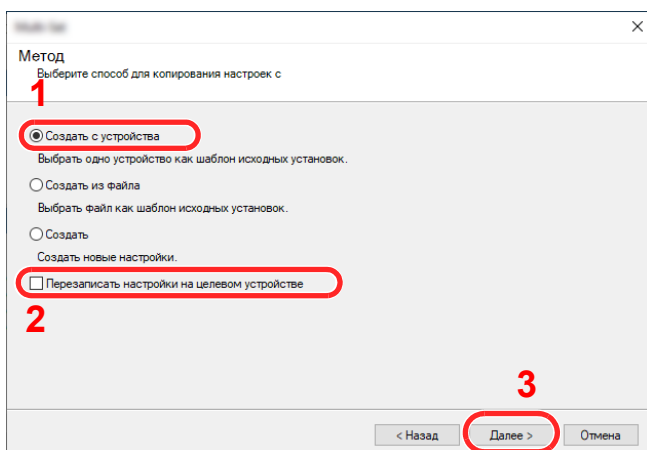 Метод
Выберите способ для копирования настроек с
1
Создать с устройства
Выбрать одно устройство как шаблон исходных установок.
Создать из файла
Выбрать файл как шаблон исходных установок.
Создать
Создать новые настройки.
Перезаписать настройки на целевом устройстве
2
3
< Назад
Далее >
Отмена